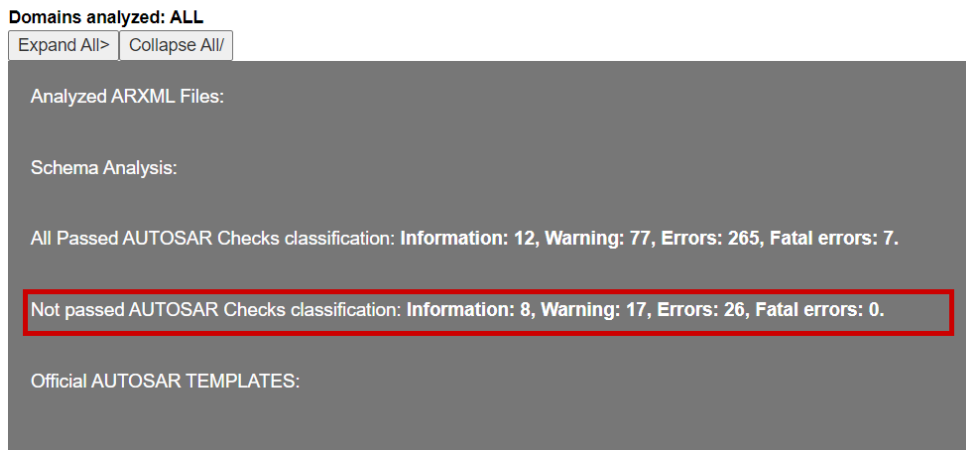 Domains analyzed: ALL
Expand All> Collapse All/
Analyzed ARXML Files:
Schema Analysis:
All Passed AUTOSAR Checks classification: Information: 12, Warning: 77, Errors: 265, Fatal errors: 7.
Not passed AUTOSAR Checks classification: Information: 8, Warning: 17, Errors: 26, Fatal errors: 0.
Official AUTOSAR TEMPLATES: